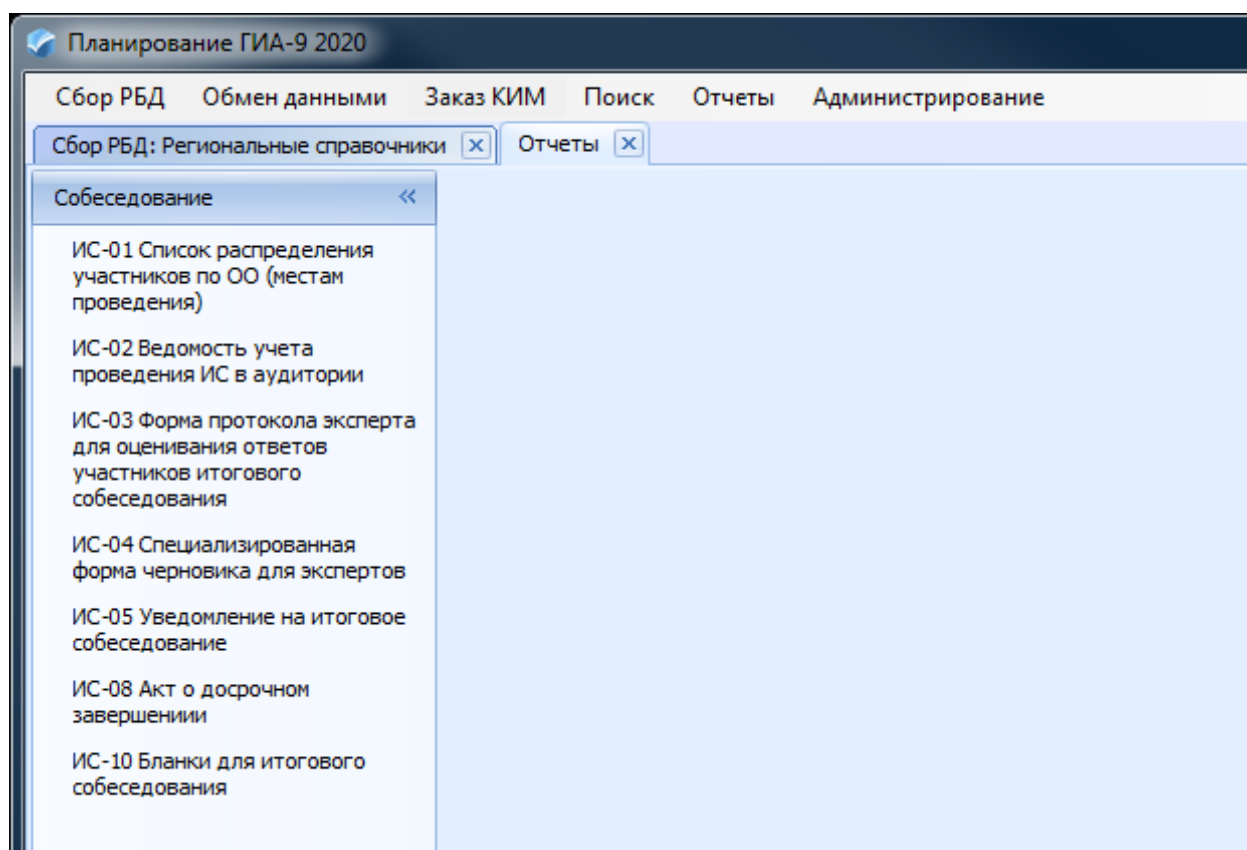 Планирование ГИА-9 2020
Сбор РБД Обмен данными Заказ КИМ Поиск Отчеты Администрирование
Сбор РБД: Региональные справочники Отчеты
Собеседование
ИС-01 Список распределения
участников по ОО (местам
проведения)
ИС-02 Ведомость учета
проведения ИС в аудитории
ИС-03 Форма протокола эксперта
для оценивания ответов
участников итогового
собеседования
ИС-04 Специализированная
форма черновика для экспертов
ИС-05 Уведомление на итоговое
собеседование
ИС-08 Акт о досрочном
завершениии
ИС-10 Бланки для итогового
собеседования